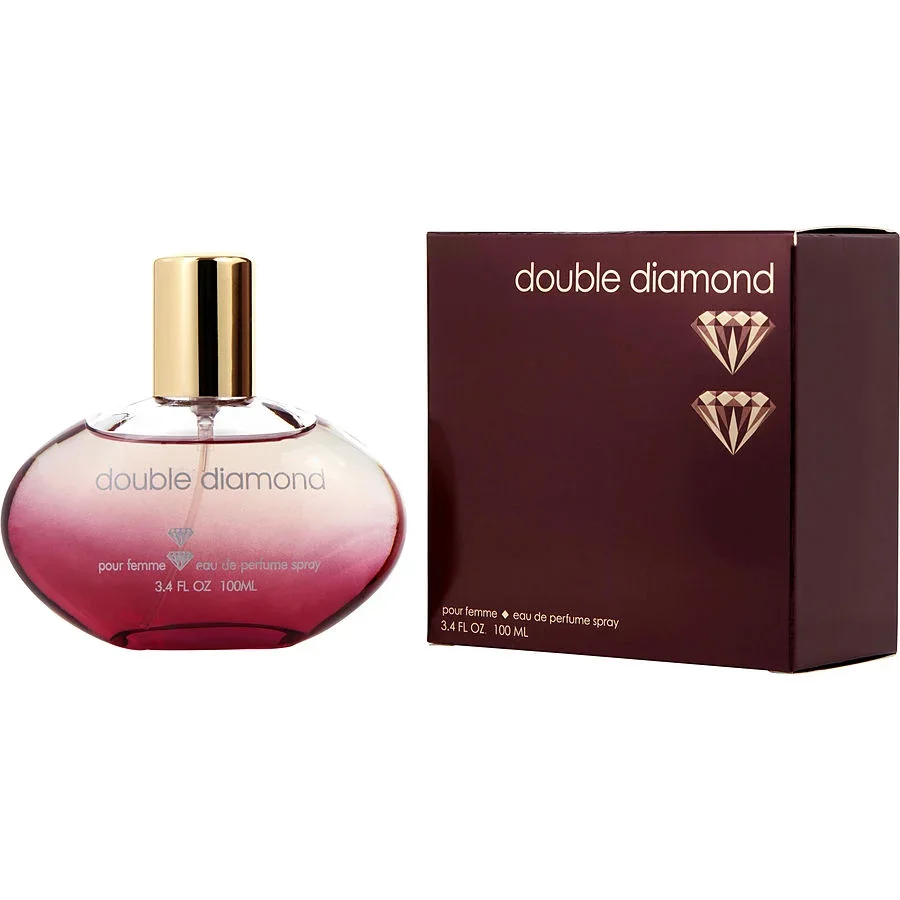 double diamond
pour femme eau de perfume spray
3.4 FL OZ 100ML
double diamond
pour femme ◆ eau de perfume spray
3.4 FL OZ. 100 ML